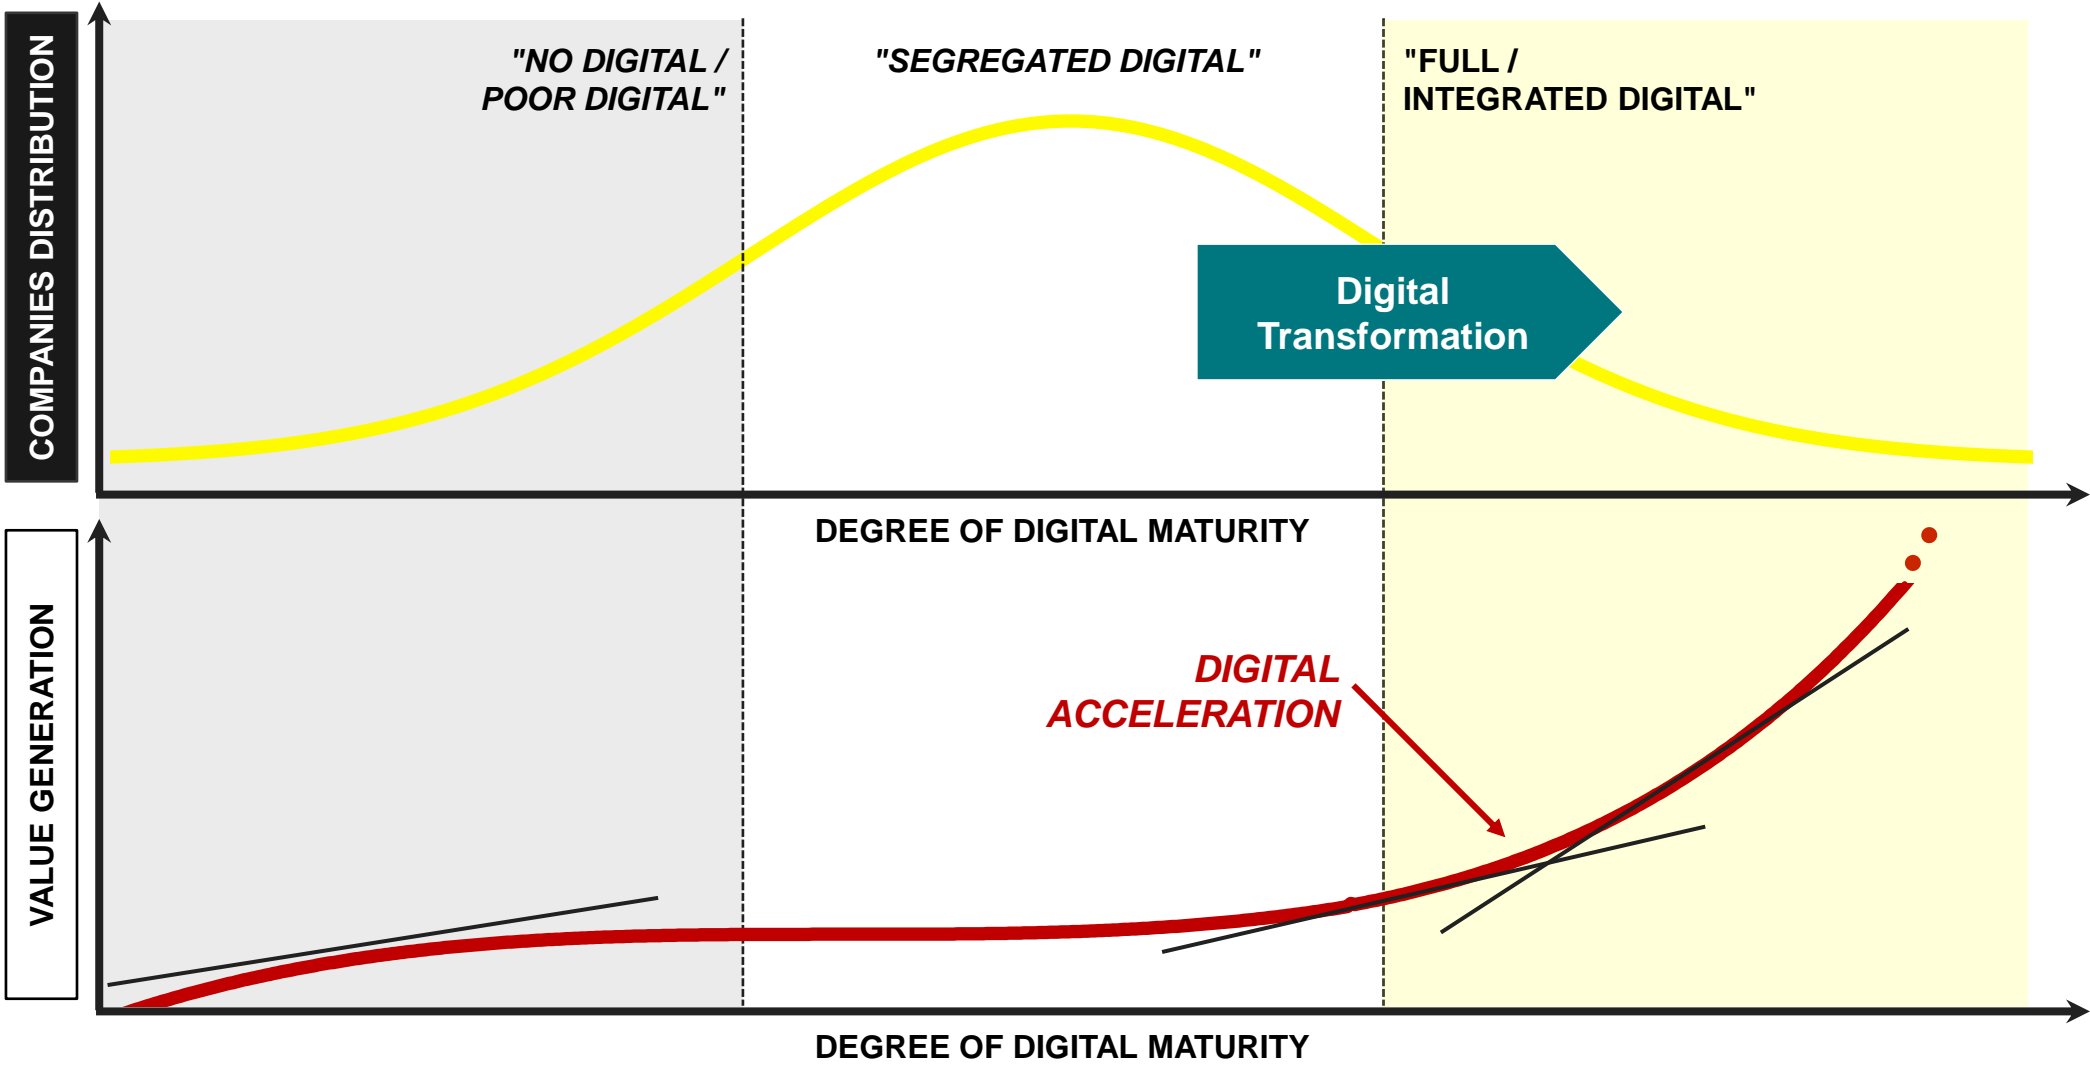 COMPANIES DISTRIBUTION
"NO DIGITAL /
POOR DIGITAL"
"SEGREGATED DIGITAL"
"FULL /
INTEGRATED DIGITAL"
Digital
Transformation
DEGREE OF DIGITAL MATURITY
VALUE GENERATION
DIGITAL
ACCELERATION
DEGREE OF DIGITAL MATURITY